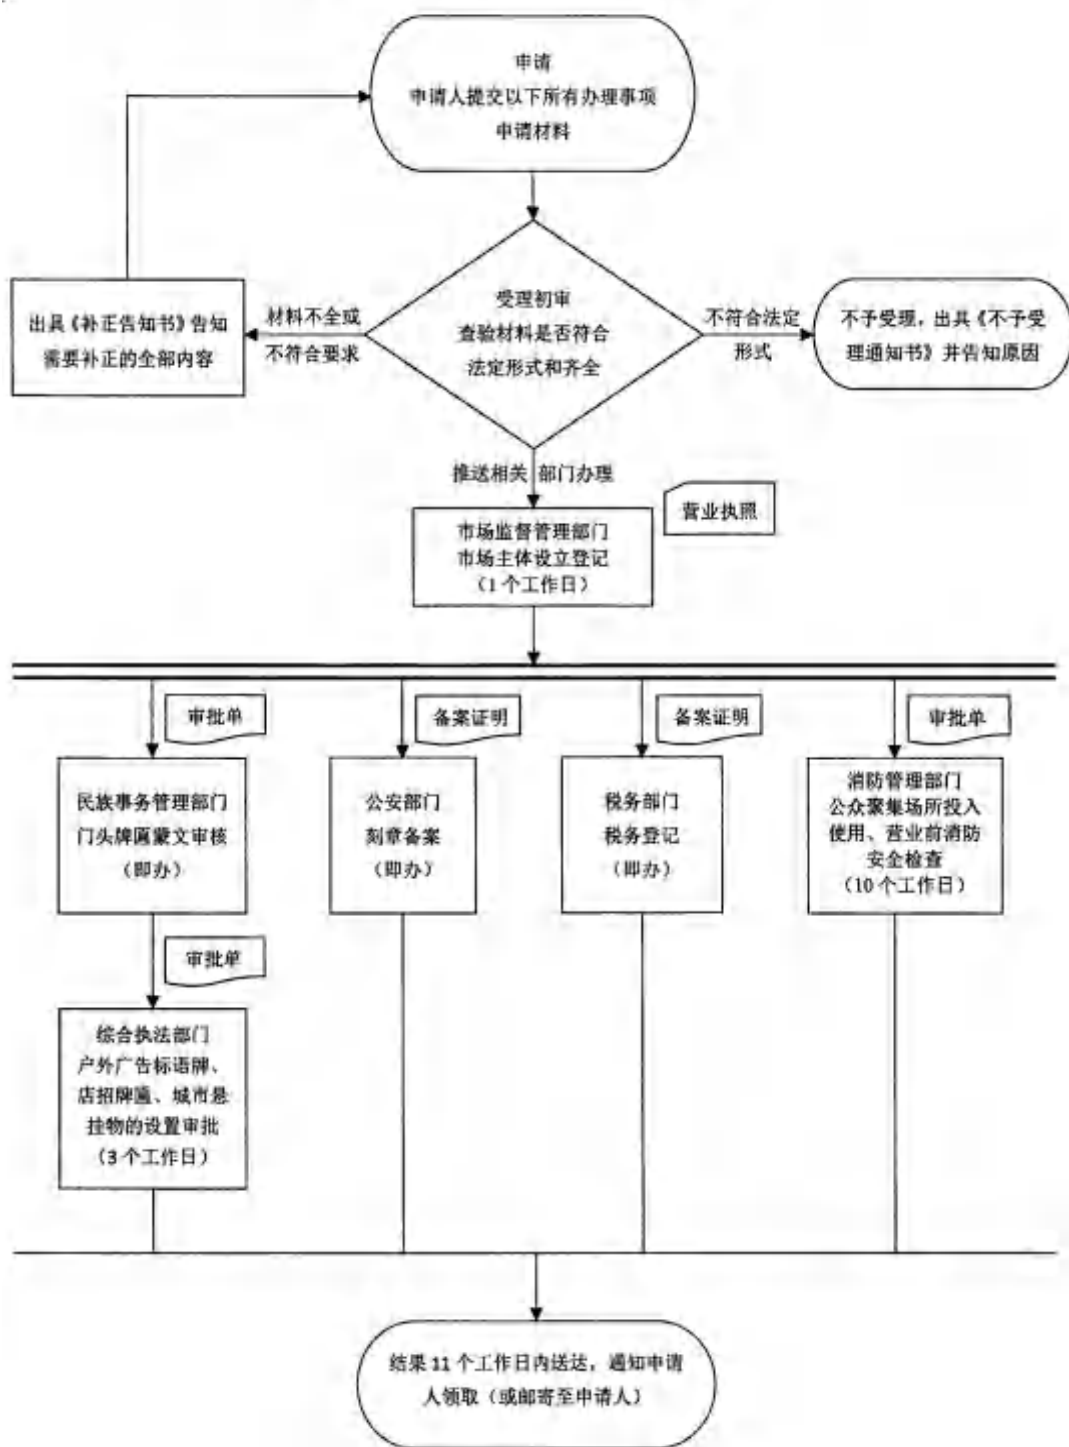 申请
申请人提交以下所有办理事项
申请材料
受理初审
查验材料是否符合
法定形式和齐全
材料不全或
不符合要求
出具《补正告知书》告知
需要补正的全部内容
不符合法定
形式
不予受理，出具《不予受
理通知书》并告知原因
推送相关 部门办理
营业执照
市场监督管理部门
市场主体设立登记
（1 个工作日）
审批单
备案证明
备案证明
审批单
民族事务管理部门
门头牌匾蒙文审核
（即办）
公安部门
刻章备案
（即办）
税务部门
税务登记
（即办）
消防管理部门
公众聚集场所投入
使用、营业前消防
安全检查
（10 个工作日）
审批单
综合执法部门
户外广告标语牌、
店招牌匾、城市悬
挂物的设置审批
（3 个工作日）
结果 11 个工作日内送达，通知申请
人领取（或邮寄至申请人）